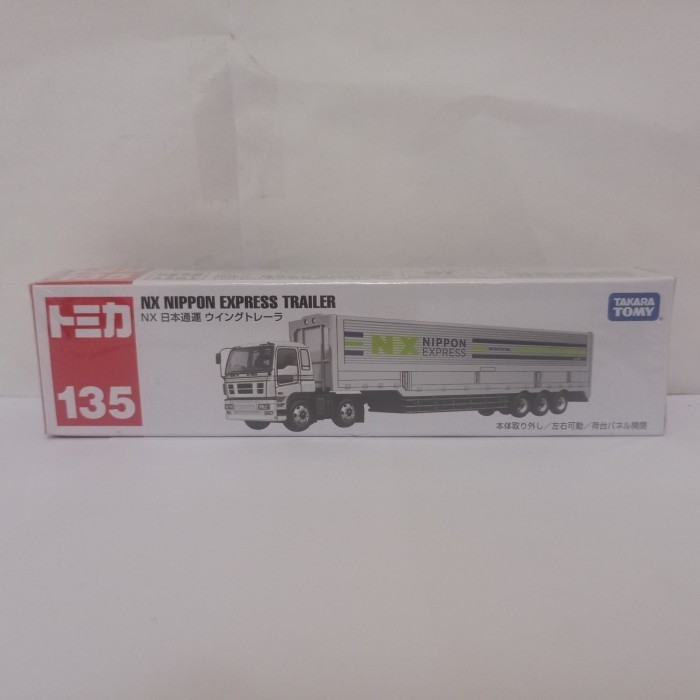 トミカ
135
NX NIPPON EXPRESS TRAILER
NX 日本通運 ウイングトレーラ
TAKARA
TOMY
NX NIPPON
EXPRESS
本体取り外し／左右可動／荷台パネル開閉